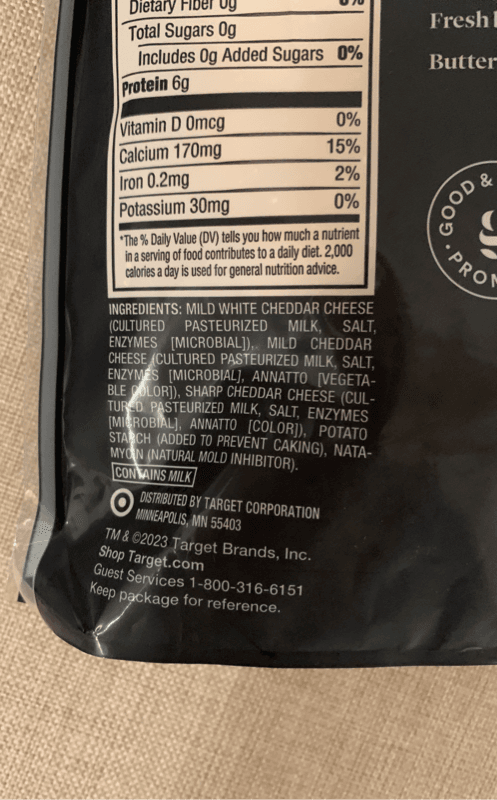 Dietary Fiber 0g 0%
Total Sugars 0g
Includes 0g Added Sugars 0%
Protein 6g
Vitamin D 0mcg 0%
Calcium 170mg 15%
Iron 0.2mg 2%
Potassium 30mg 0%
*The % Daily Value (DV) tells you how much a nutrient
in a serving of food contributes to a daily diet. 2,000
calories a day is used for general nutrition advice.
INGREDIENTS: MILD WHITE CHEDDAR CHEESE
(CULTURED PASTEURIZED MILK, SALT,
ENZYMES [MICROBIAL]), MILD CHEDDAR
CHEESE (CULTURED PASTEURIZED MILK, SALT,
ENZYMES [MICROBIAL], ANNATTO [VEGETA-
BLE COLOR]), SHARP CHEDDAR CHEESE (CUL-
TURED PASTEURIZED MILK, SALT, ENZYMES
[MICROBIAL], ANNATTO [COLOR]), POTATO
STARCH (ADDED TO PREVENT CAKING), NATA-
MYCIN (NATURAL MOLD INHIBITOR).
CONTAINS MILK
DISTRIBUTED BY TARGET CORPORATION
MINNEAPOLIS, MN 55403
TM & ©2023 Target Brands, Inc.
Shop Target.com
Guest Services 1-800-316-6151
Keep package for reference.
Fresh
Butter
GOOD &
PRO